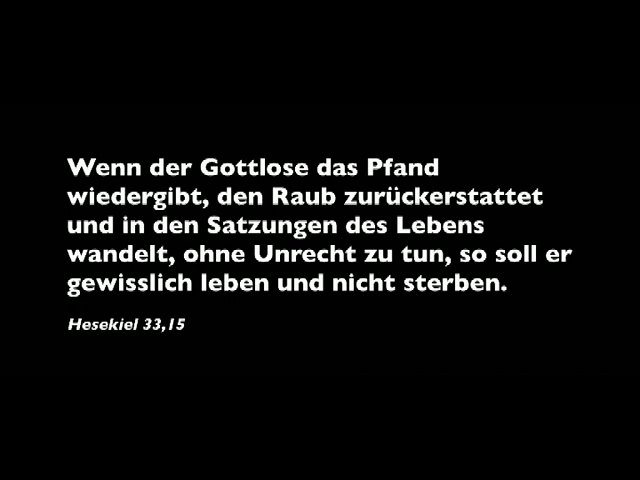 Wenn der Gottlose das Pfand
wiedergibt, den Raub zurückerstattet
und in den Satzungen des Lebens
wandelt, ohne Unrecht zu tun, so soll er
gewisslich leben und nicht sterben.
Hesekiel 33,15